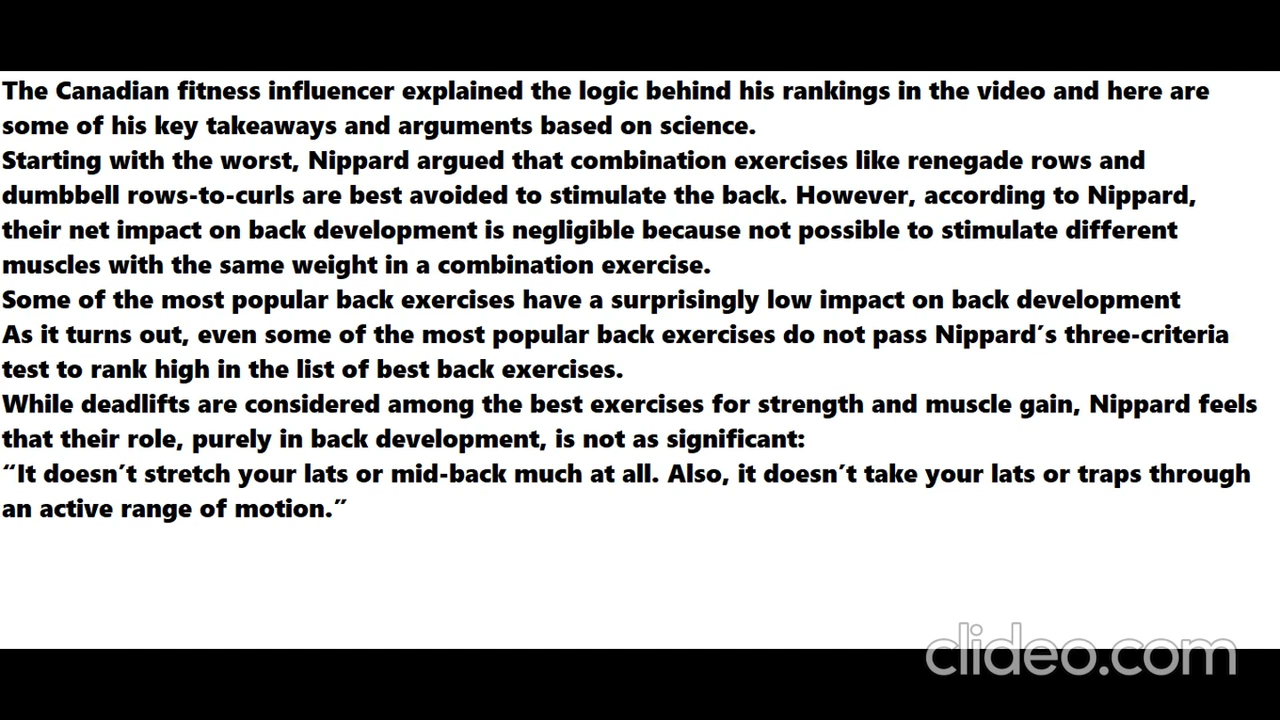 The Canadian fitness influencer explained the logic behind his rankings in the video and here are
some of his key takeaways and arguments based on science.
Starting with the worst, Nippard argued that combination exercises like renegade rows and
dumbbell rows-to-curls are best avoided to stimulate the back. However, according to Nippard,
their net impact on back development is negligible because not possible to stimulate different
muscles with the same weight in a combination exercise.
Some of the most popular back exercises have a surprisingly low impact on back development
As it turns out, even some of the most popular back exercises do not pass Nippard’s three-criteria
test to rank high in the list of best back exercises.
While deadlifts are considered among the best exercises for strength and muscle gain, Nippard feels
that their role, purely in back development, is not as significant:
“It doesn’t stretch your lats or mid-back much at all. Also, it doesn’t take your lats or traps through
an active range of motion.”
clideo.com